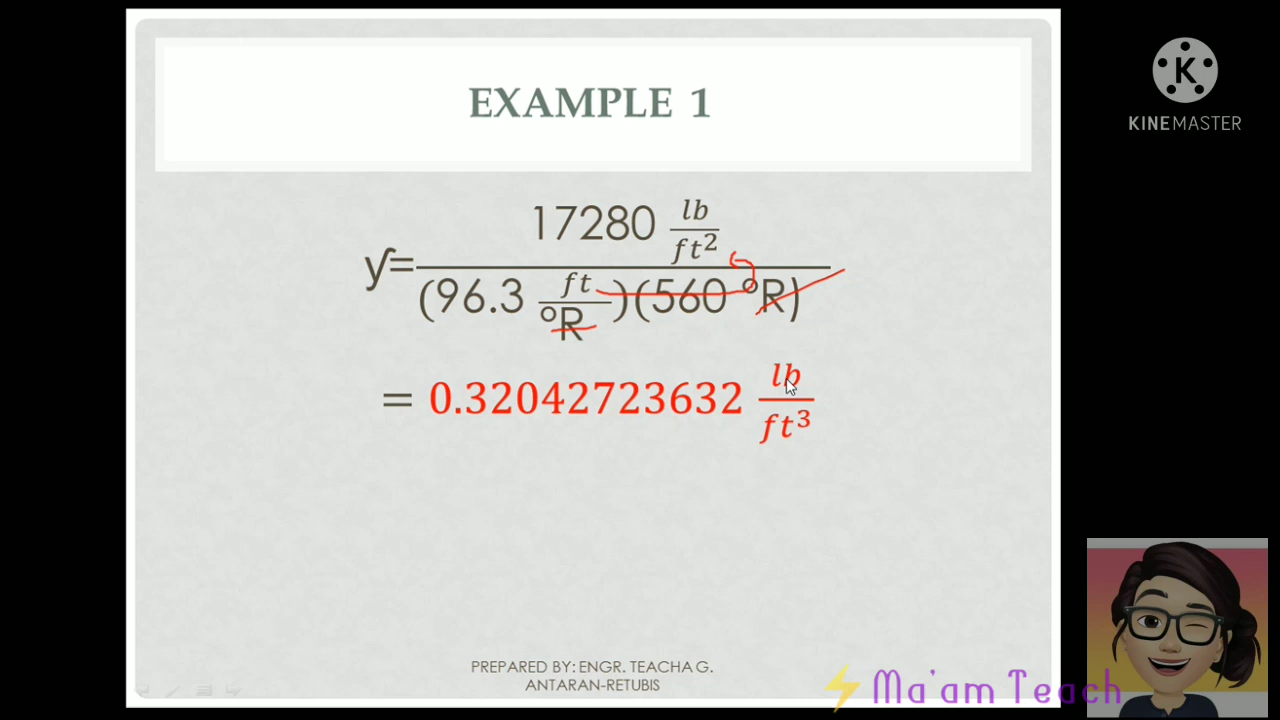 EXAMPLE 1
K
KINEMASTER
17280 lb/ft²
ƴ=
(96.3 ft/°R)(560 °R)
= 0.32042723632 lb/ft³
PREPARED BY: ENGR. TEACHA G.
ANTARAN-RETUBIS
Ma'am Teach